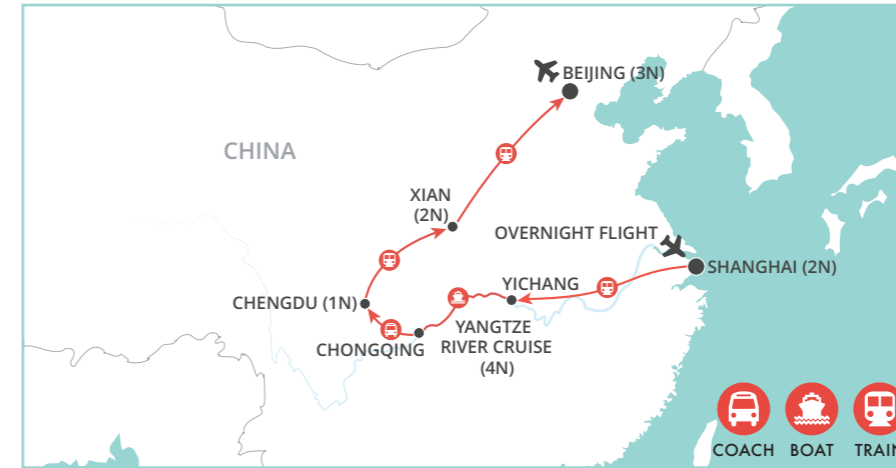 BEIJING (3N)
CHINA
XIAN
(2N)
OVERNIGHT FLIGHT
SHANGHAI (2N)
YICHANG
CHENGDU (1N)
YANGTZE
RIVER CRUISE
(4N)
CHONGQING
COACH
BOAT
TRAIN